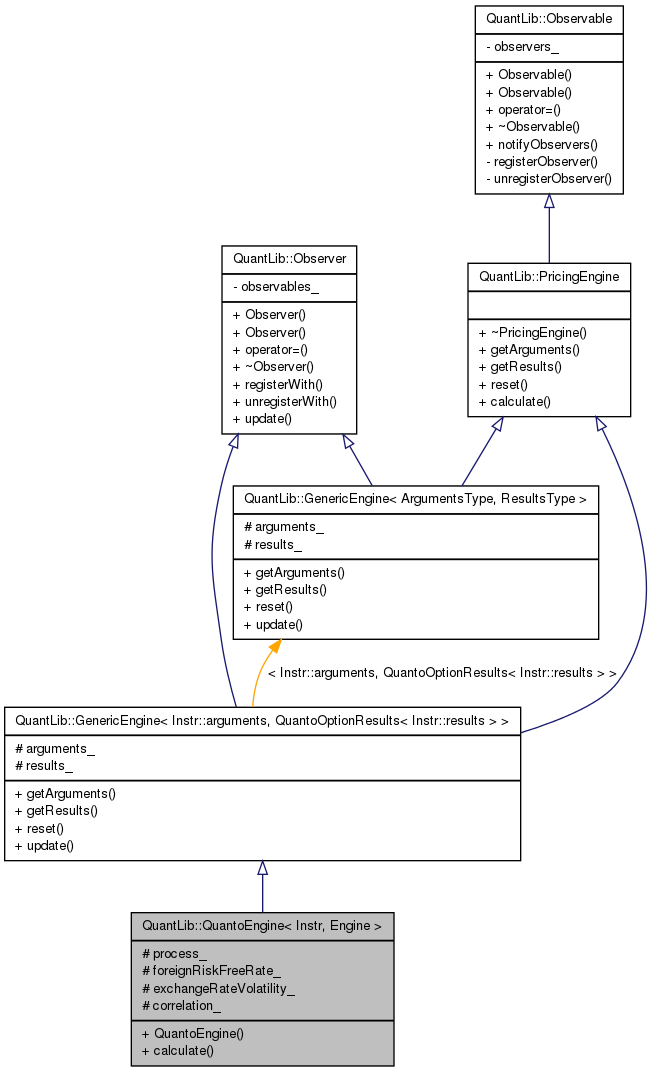 QuantLib::Observable
- observers_
+ Observable()
+ Observable()
+ operator=()
+ ~Observable()
+ notifyObservers()
- registerObserver()
- unregisterObserver()
QuantLib::Observer
- observables_
+ Observer()
+ Observer()
+ operator=()
+ ~Observer()
+ registerWith()
+ unregisterWith()
+ update()
QuantLib::PricingEngine
+ ~PricingEngine()
+ getArguments()
+ getResults()
+ reset()
+ calculate()
QuantLib::GenericEngine< ArgumentsType, ResultsType >
# arguments_
# results_
+ getArguments()
+ getResults()
+ reset()
+ update()
< Instr::arguments, QuantoOptionResults< Instr::results > >
QuantLib::GenericEngine< Instr::arguments, QuantoOptionResults< Instr::results > >
# arguments_
# results_
+ getArguments()
+ getResults()
+ reset()
+ update()
QuantLib::QuantoEngine< Instr, Engine >
# process_
# foreignRiskFreeRate_
# exchangeRateVolatility_
# correlation_
+ QuantoEngine()
+ calculate()